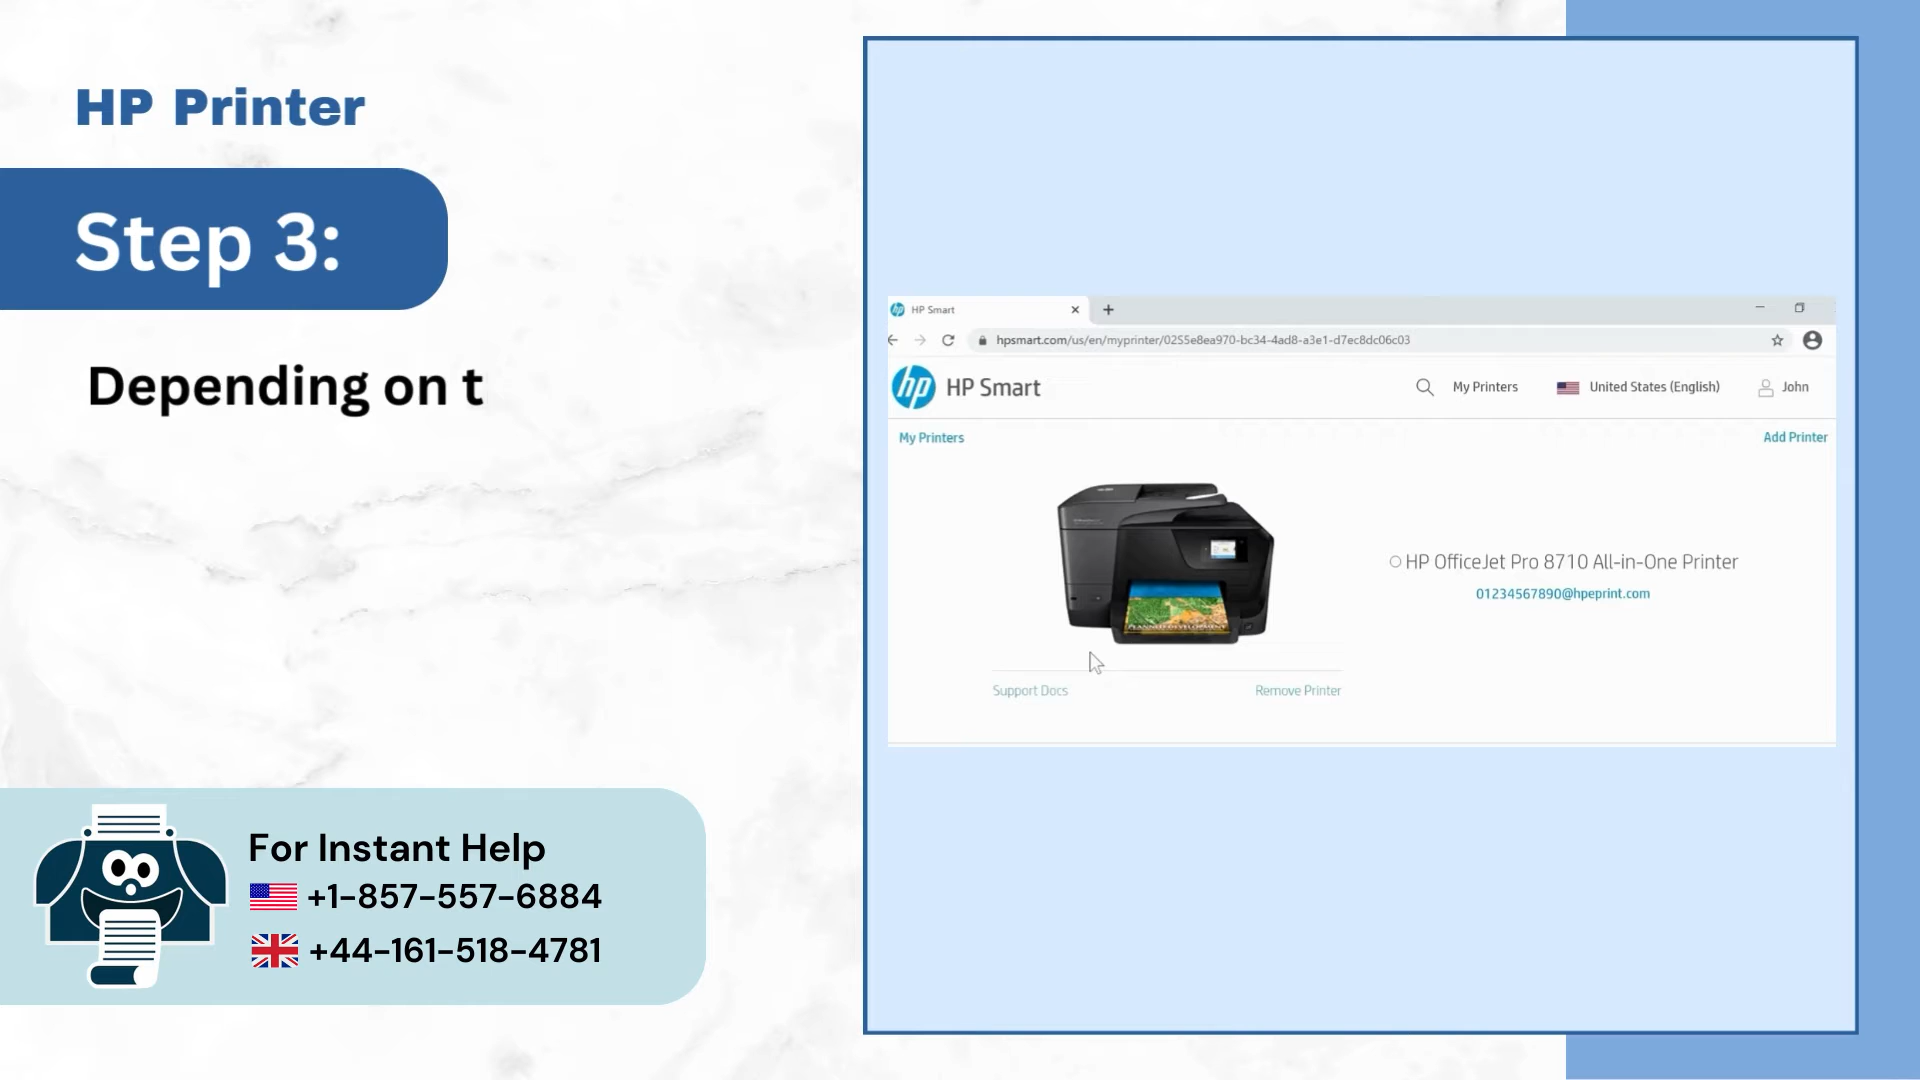 HP Printer
Step 3:
Depending on t
For Instant Help
+1-857-557-6884
+44-161-518-4781
HP Smart
hpsmart.com/us/en/myprinter/0255e8ea970-bc34-4ad8-a3e1-d7ec8dc06c03
hp HP Smart
My Printers
United States (English)
John
My Printers
Add Printer
HP OfficeJet Pro 8710 All-in-One Printer
01234567890@hpeprint.com
Support Docs
Remove Printer